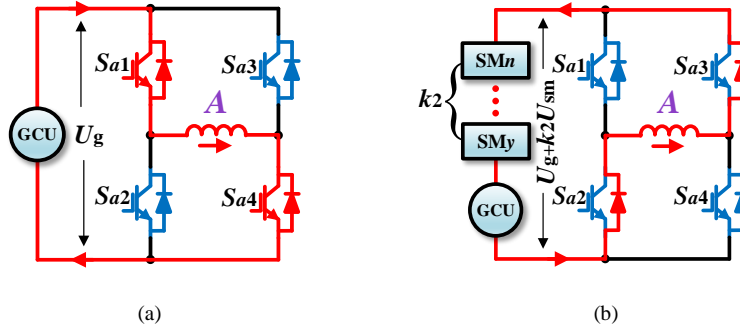 Sa1
Sa3
A
GCU
Ug
Sa2
Sa4
(a)
SMn
k2
SMy
GCU
Ug+k2Usm
Sa1
Sa3
A
Sa2
Sa4
(b)